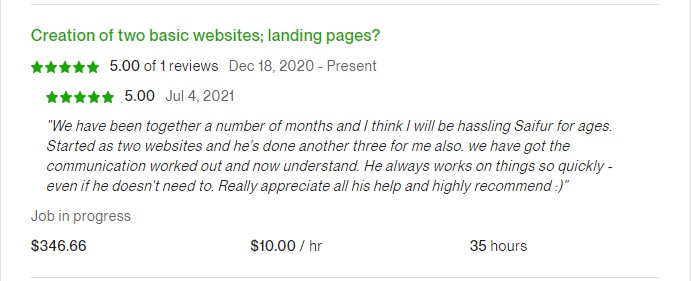 Creation of two basic websites; landing pages?
5.00 of 1 reviews Dec 18, 2020 - Present
5.00 Jul 4, 2021
"We have been together a number of months and I think I will be hassling Saifur for ages.
Started as two websites and he's done another three for me also. we have got the
communication worked out and now understand. He always works on things so quickly -
even if he doesn't need to. Really appreciate all his help and highly recommend :)"
Job in progress
$346.66 $10.00 / hr 35 hours